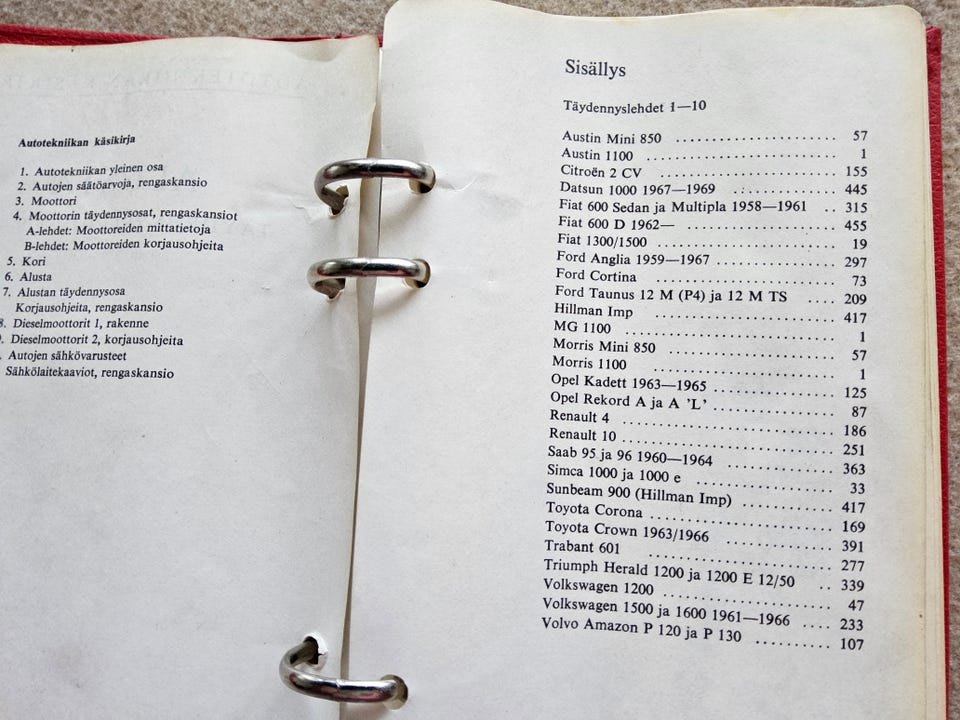 Autotekniikan käsikirja
1. Autotekniikan yleinen osa
2. Autojen säätöarvoja, rengaskansio
3. Moottori
4. Moottorin täydennysosat, rengaskansiot
A-lehdet: Moottoreiden mittatietoja
B-lehdet: Moottoreiden korjausohjeita
5. Kori
6. Alusta
7. Alustan täydennysosa
Korjausohjeita, rengaskansio
8. Dieselmoottorit 1, rakenne
. Dieselmoottorit 2, korjausohjeita
. Autojen sähkövarusteet
Sähkölaitekaaviot, rengaskansio
Sisällys
Täydennyslehdet 1—10
Austin Mini 850 .......................... 57
Austin 1100 .............................. 1
Citroën 2 CV ............................. 155
Datsun 1000 1967—1969 ............... 445
Fiat 600 Sedan ja Multipla 1958—1961 .. 315
Fiat 600 D 1962— ........................ 455
Fiat 1300/1500 ........................... 19
Ford Anglia 1959—1967 .................. 297
Ford Cortina ............................. 73
Ford Taunus 12 M (P4) ja 12 M TS .... 209
Hillman Imp .............................. 417
MG 1100 .................................. 1
Morris Mini 850 .......................... 57
Morris 1100 .............................. 1
Opel Kadett 1963—1965 .................. 125
Opel Rekord A ja A 'L' .................. 87
Renault 4 ................................ 186
Renault 10 ............................... 251
Saab 95 ja 96 1960—1964 ............... 363
Simca 1000 ja 1000 e .................... 33
Sunbeam 900 (Hillman Imp) ............. 417
Toyota Corona ............................ 169
Toyota Crown 1963/1966 ................ 391
Trabant 601 .............................. 277
Triumph Herald 1200 ja 1200 E 12/50 .. 339
Volkswagen 1200 ......................... 47
Volkswagen 1500 ja 1600 1961—1966 .... 233
Volvo Amazon P 120 ja P 130 .......... 107